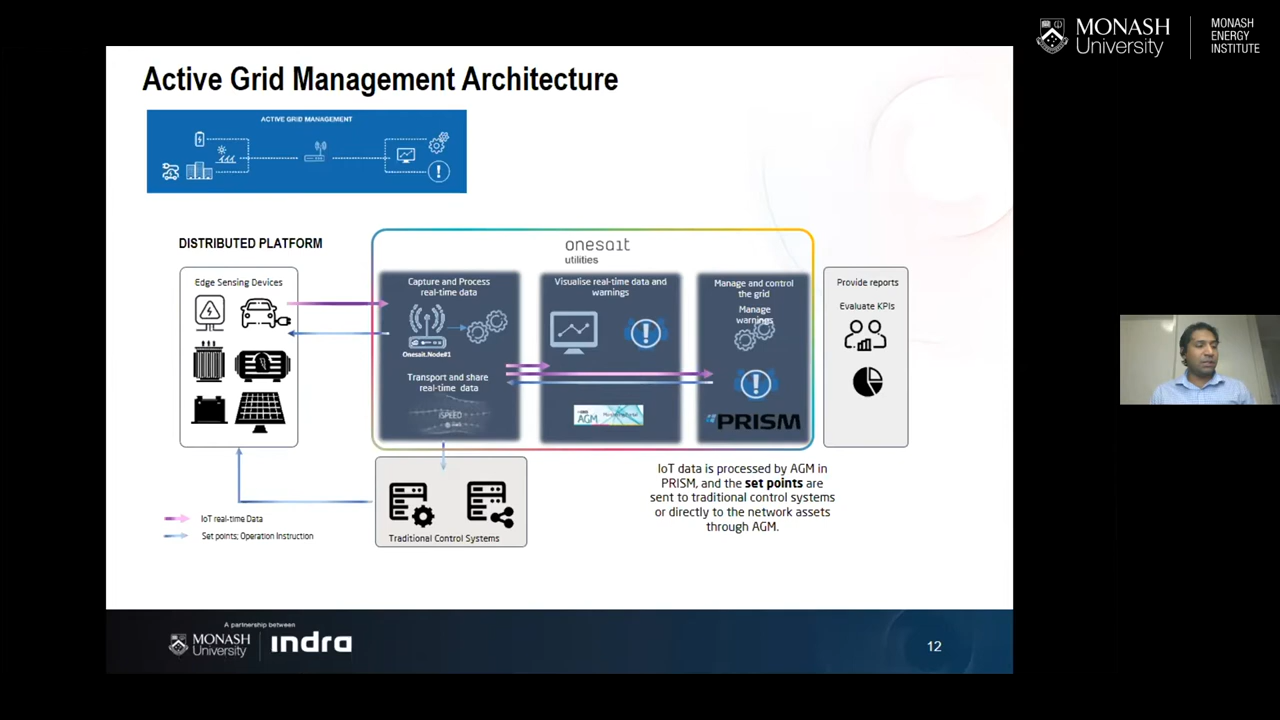 MONASH
University
MONASH
ENERGY
INSTITUTE
Active Grid Management Architecture
ACTIVE GRID MANAGEMENT
DISTRIBUTED PLATFORM
onesait
utilities
Edge Sensing Devices
Capture and Process
real-time data
Onesait.Node#1
Transport and share
real-time data
iSPEED
Visualise real-time data and
warnings
AGM
Manage and control
the grid
Manage
warnings
PRISM
Provide reports
Evaluate KPIs
Traditional Control Systems
IoT data is processed by AGM in
PRISM, and the set points are
sent to traditional control systems
or directly to the network assets
through AGM.
IoT real-time Data
Set points; Operation Instruction
A partnership between
MONASH
University
indra
12